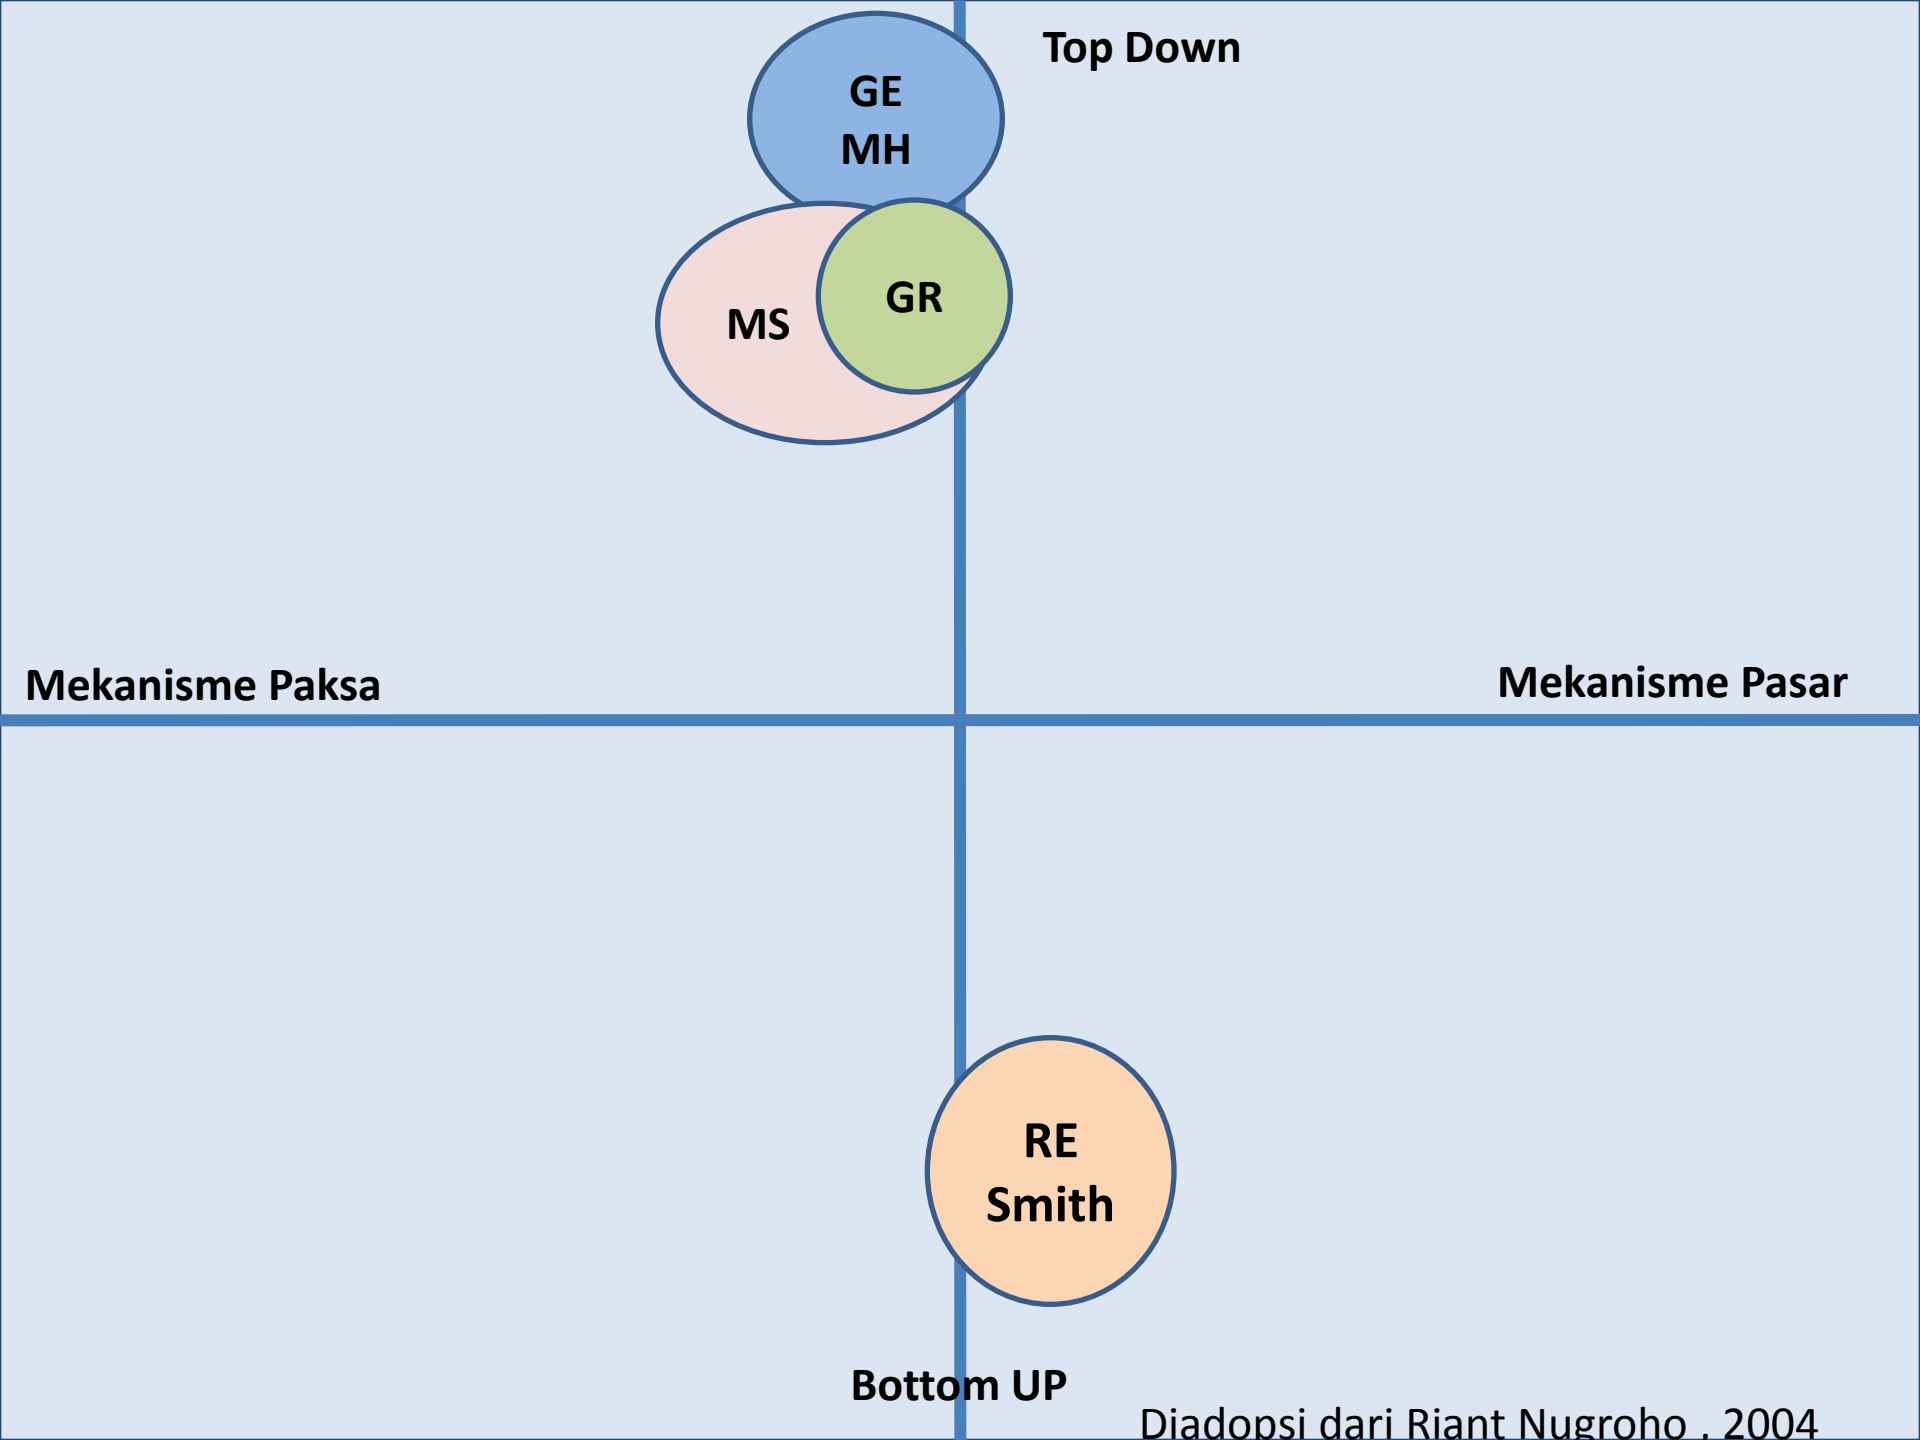 Top Down
GE
MH
GR
MS
Mekanisme Paksa
Mekanisme Pasar
RE
Smith
Bottom UP
Diadopsi dari Riant Nugroho , 2004